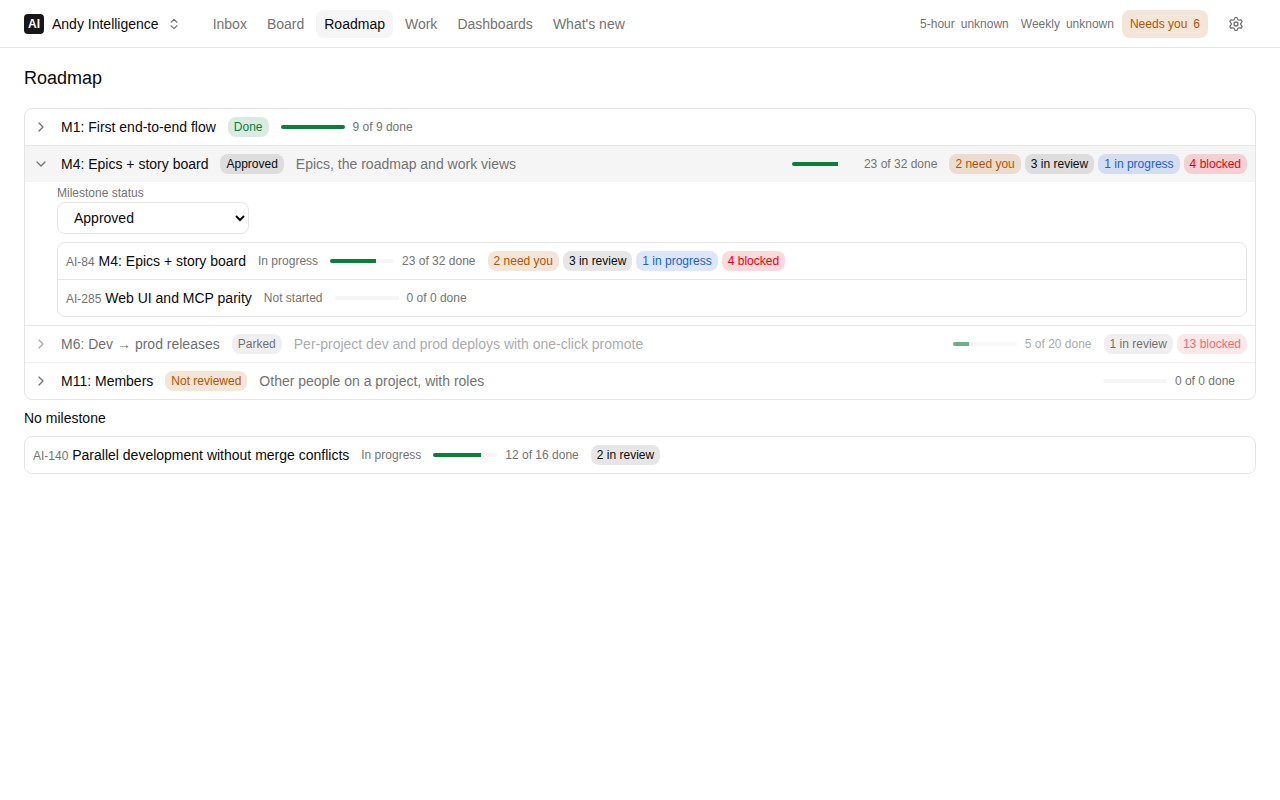 AI Andy Intelligence Inbox Board Roadmap Work Dashboards What's new 5-hour unknown Weekly unknown Needs you 6
Roadmap
M1: First end-to-end flow Done 9 of 9 done
M4: Epics + story board Approved Epics, the roadmap and work views 23 of 32 done 2 need you 3 in review 1 in progress 4 blocked
Milestone status
Approved
AI-84 M4: Epics + story board In progress 23 of 32 done 2 need you 3 in review 1 in progress 4 blocked
AI-285 Web UI and MCP parity Not started 0 of 0 done
M6: Dev → prod releases Parked Per-project dev and prod deploys with one-click promote 5 of 20 done 1 in review 13 blocked
M11: Members Not reviewed Other people on a project, with roles 0 of 0 done
No milestone
AI-140 Parallel development without merge conflicts In progress 12 of 16 done 2 in review